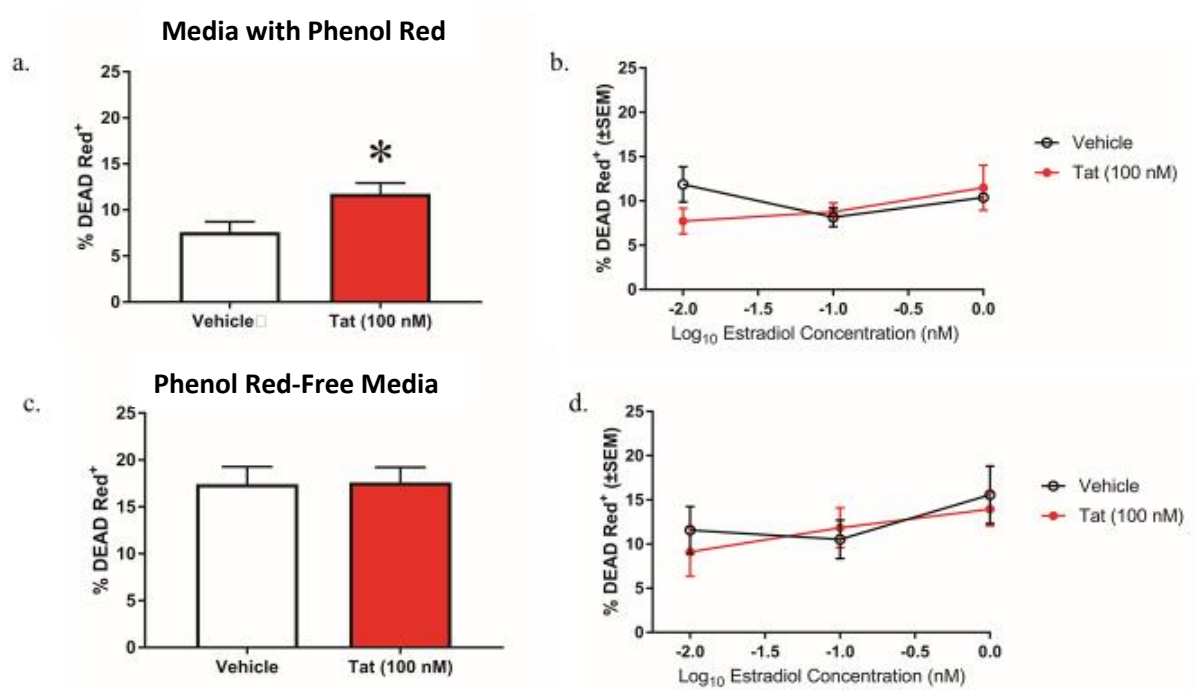 Media with Phenol Red
a.
% DEAD Red⁺
25
20
15
10
5
0
*
Vehicle□
Tat (100 nM)
b.
% DEAD Red⁺ (±SEM)
25
20
15
10
5
0
-2.0 -1.5 -1.0 -0.5 0.0
Log₁₀ Estradiol Concentration (nM)
Vehicle
Tat (100 nM)
Phenol Red-Free Media
c.
% DEAD Red⁺
25
20
15
10
5
0
Vehicle
Tat (100 nM)
d.
% DEAD Red⁺ (±SEM)
25
20
15
10
5
0
-2.0 -1.5 -1.0 -0.5 0.0
Log₁₀ Estradiol Concentration (nM)
Vehicle
Tat (100 nM)